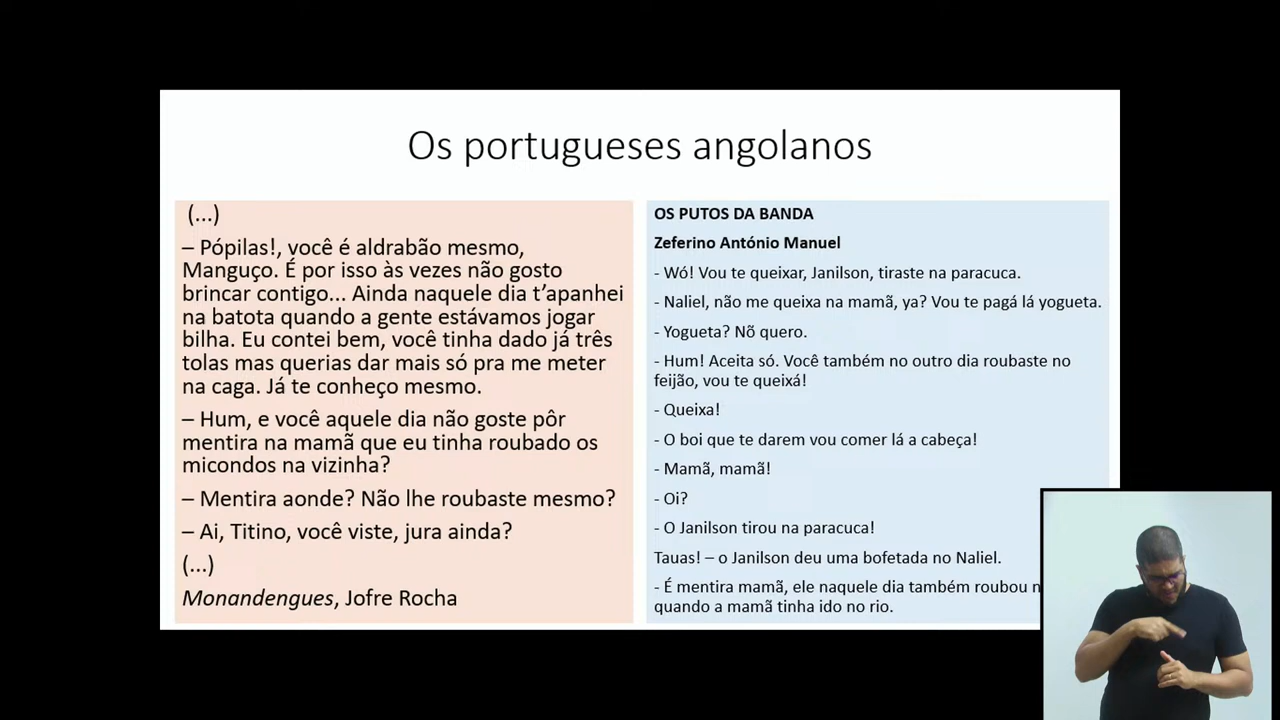 Os portugueses angolanos
(...)
– Pópilas!, você é aldrabão mesmo,
Manguço. É por isso às vezes não gosto
brincar contigo... Ainda naquele dia t’apanhei
na batota quando a gente estávamos jogar
bilha. Eu contei bem, você tinha dado já três
tolas mas querias dar mais só pra me meter
na caga. Já te conheço mesmo.
– Hum, e você aquele dia não goste pôr
mentira na mamã que eu tinha roubado os
micondos na vizinha?
– Mentira aonde? Não lhe roubaste mesmo?
– Ai, Titino, você viste, jura ainda?
(...)
Monandengues, Jofre Rocha
OS PUTOS DA BANDA
Zeferino António Manuel
- Wó! Vou te queixar, Janilson, tiraste na paracuca.
- Naliel, não me queixa na mamã, ya? Vou te pagá lá yogueta.
- Yogueta? Nõ quero.
- Hum! Aceita só. Você também no outro dia roubaste no
feijão, vou te queixá!
- Queixa!
- O boi que te darem vou comer lá a cabeça!
- Mamã, mamã!
- Oi?
- O Janilson tirou na paracuca!
Tauas! – o Janilson deu uma bofetada no Naliel.
- É mentira mamã, ele naquele dia também roubou
quando a mamã tinha ido no rio.